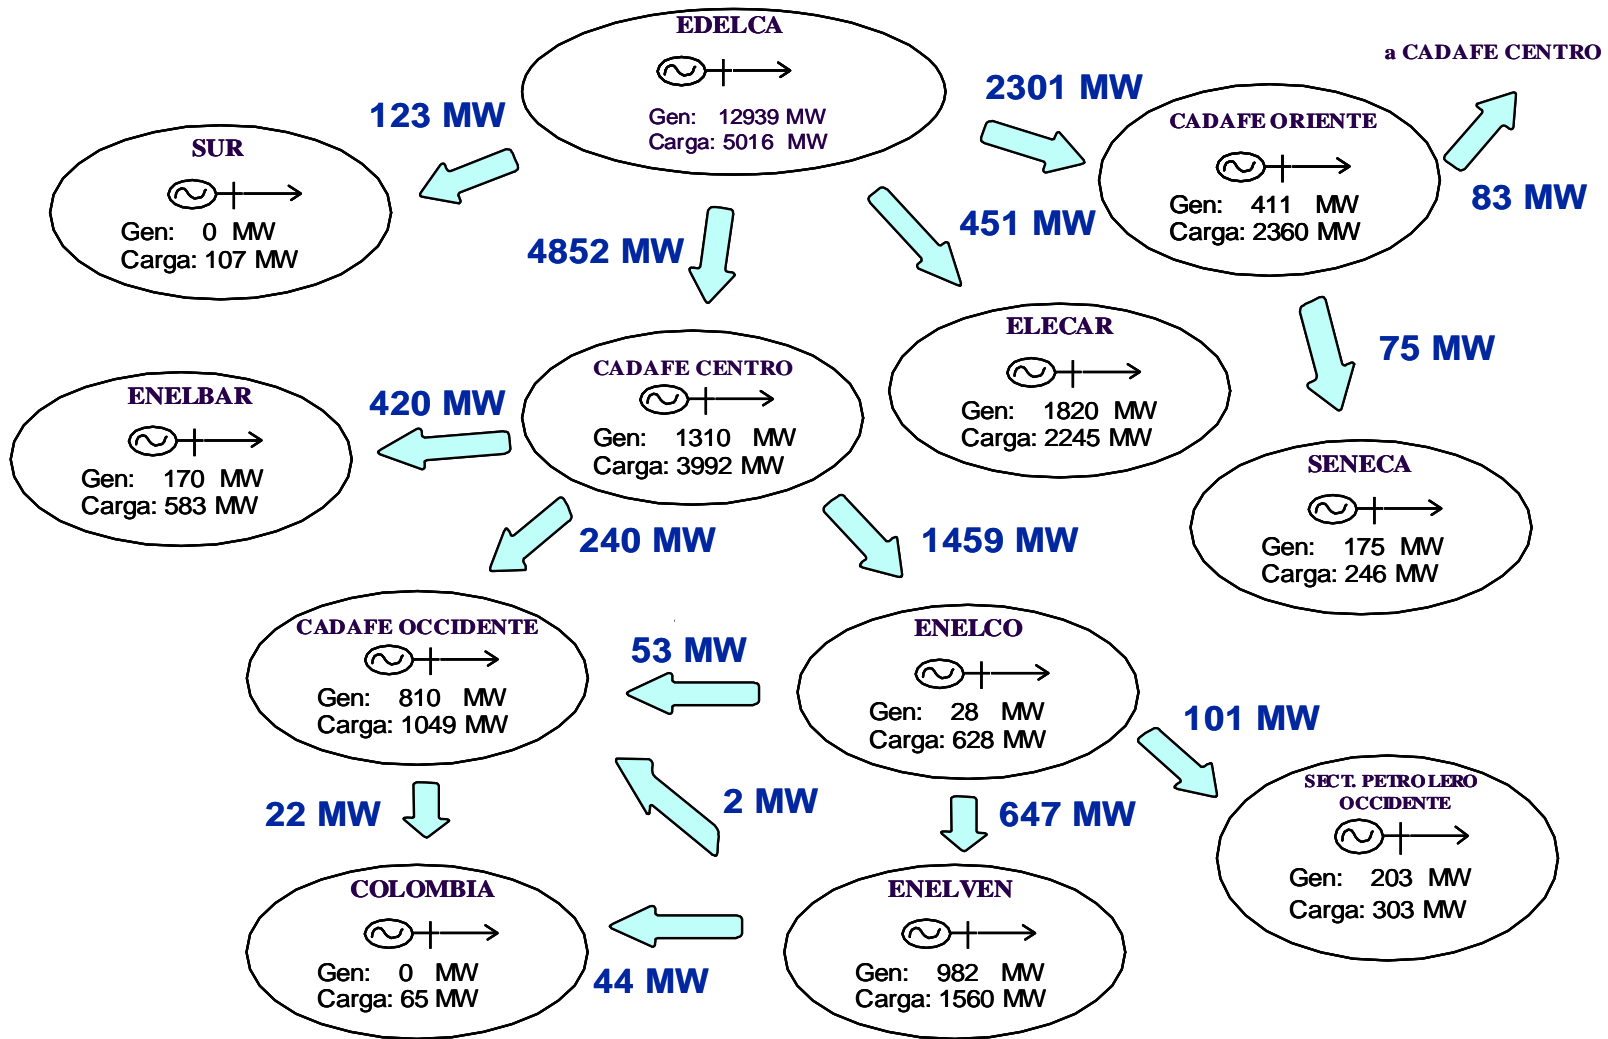 EDELCA
Gen: 12939 MW
Carga: 5016 MW
a CADAFE CENTRO
123 MW
2301 MW
SUR
Gen: 0 MW
Carga: 107 MW
CADAFE ORIENTE
Gen: 411 MW
Carga: 2360 MW
83 MW
4852 MW
451 MW
ELECAR
Gen: 1820 MW
Carga: 2245 MW
75 MW
CADAFE CENTRO
Gen: 1310 MW
Carga: 3992 MW
420 MW
ENELBAR
Gen: 170 MW
Carga: 583 MW
SENECA
Gen: 175 MW
Carga: 246 MW
240 MW
1459 MW
CADAFE OCCIDENTE
Gen: 810 MW
Carga: 1049 MW
53 MW
ENELCO
Gen: 28 MW
Carga: 628 MW
101 MW
SECT. PETROLERO
OCCIDENTE
Gen: 203 MW
Carga: 303 MW
22 MW
2 MW
647 MW
COLOMBIA
Gen: 0 MW
Carga: 65 MW
44 MW
ENELVEN
Gen: 982 MW
Carga: 1560 MW